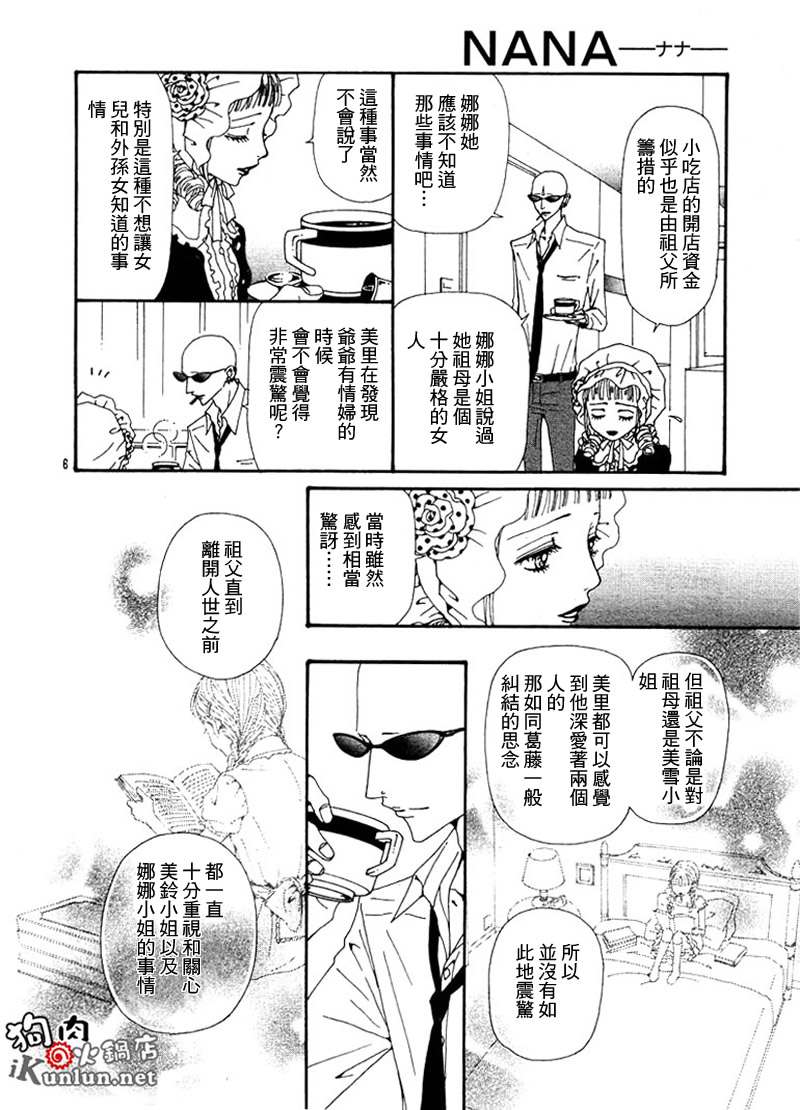 NANA—ナナ—
小吃店的開店資金
似乎也是由祖父所
籌措的
娜娜她
應該不知道
那些事情吧…
娜娜小姐說過
她祖母是個
十分嚴格的女
人
這種事當然
不會說了
特別是這種不想讓女
兒和外孫女知道的事
情
美里在發現
爺爺有情婦的
時候
會不會覺得
非常震驚呢？
6
當時雖然
感到相當
驚訝……
但祖父不論是對
祖母還是美雪小
姐
美里都可以感覺
到他深愛著兩個
人的
那如同葛藤一般
糾結的思念
所以
並沒有如
此地震驚
祖父直到
離開人世之前
都一直
十分重視和關心
美鈴小姐以及
娜娜小姐的事情
狗肉
火鍋店
iKunlun.net